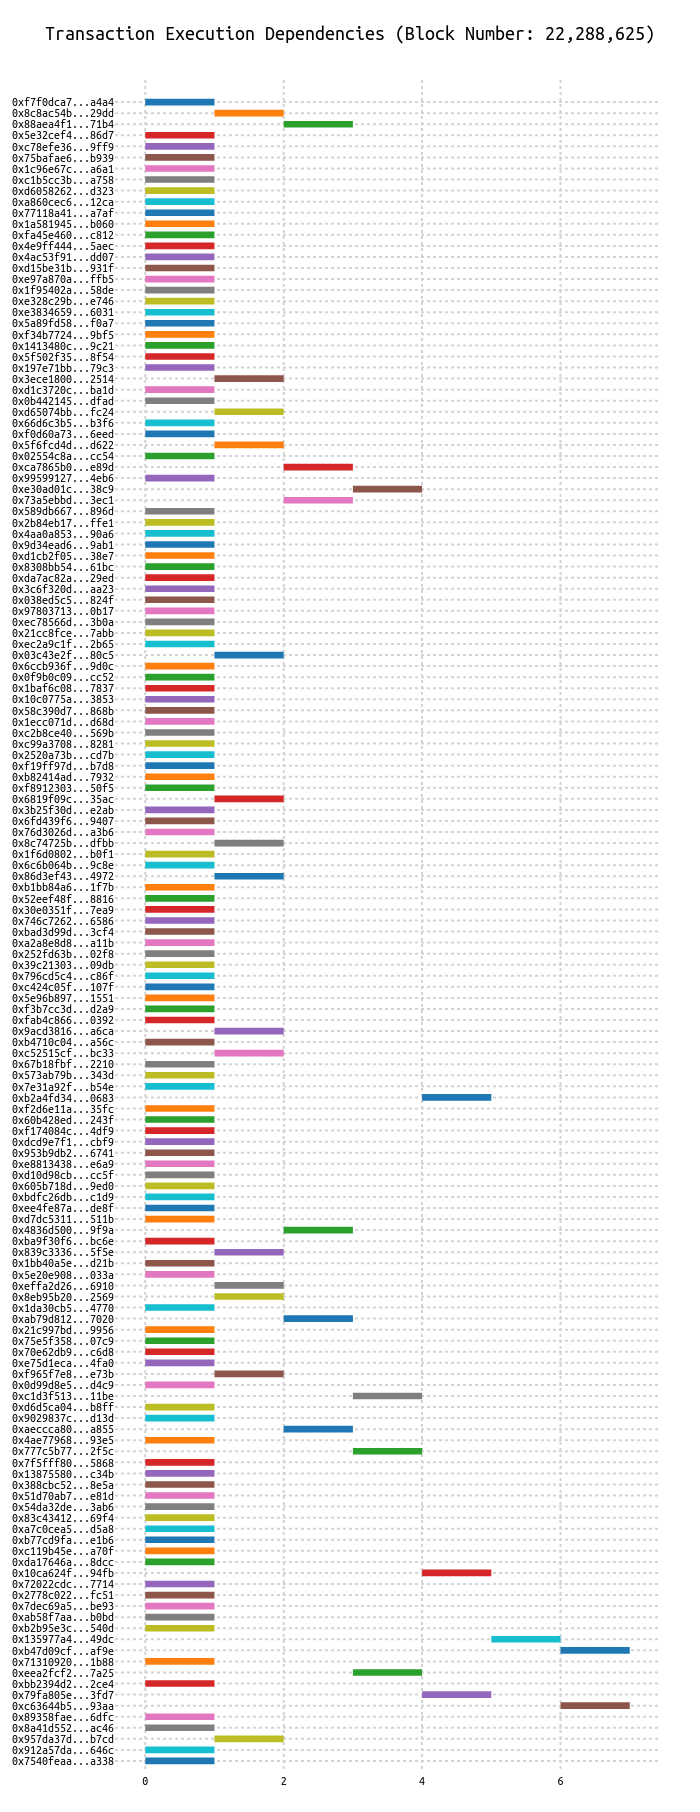 Transaction Execution Dependencies (Block Number: 22,288,625)
0xf7f0dca7...a4a4
0x8c8ac54b...29dd
0x88aea4f1...71b4
0x5e32cef4...86d7
0xc78efe36...9ff9
0x75bafae6...b939
0x1c96e67c...a6a1
0xc1b5cc3b...a758
0xd6058262...d323
0xa860cec6...12ca
0x77118a41...a7af
0x1a581945...b060
0xfa45e460...c812
0x4e9ff444...5aec
0x4ac53f91...dd07
0xd15be31b...931f
0xe97a870a...ffb5
0x1f95402a...58de
0xe328c29b...e746
0xe3834659...6031
0x5a89fd58...f0a7
0xf34b7724...9bf5
0x1413480c...9c21
0x5f502f35...8f54
0x197e71bb...79c3
0x3ece1800...2514
0xd1c3720c...ba1d
0x0b442145...dfad
0xd65074bb...fc24
0x66d6c3b5...b3f6
0xf0d60a73...6eed
0x5f6fcd4d...d622
0x02554c8a...cc54
0xca7865b0...e89d
0x99599127...4eb6
0xe30ad01c...38c9
0x73a5ebbd...3ec1
0x589db667...896d
0x2b84eb17...ffe1
0x4aa0a853...90a6
0x9d34ead6...9ab1
0xd1cb2f05...38e7
0x8308bb54...61bc
0xda7ac82a...29ed
0x3c6f320d...aa23
0x038ed5c5...824f
0x97803713...0b17
0xec78566d...3b0a
0x21cc8fce...7abb
0xec2a9c1f...2b65
0x03c43e2f...80c5
0x6ccb936f...9d0c
0x0f9b0c09...cc52
0x1baf6c08...7837
0x10c0775a...3853
0x58c390d7...868b
0x1ecc071d...d68d
0xc2b8ce40...569b
0xc99a3708...8281
0x2520a73b...cd7b
0xf19ff97d...b7d8
0xb82414ad...7932
0xf8912303...50f5
0x6819f09c...35ac
0x3b25f30d...e2ab
0x6fd439f6...9407
0x76d3026d...a3b6
0x8c74725b...dfbb
0x1f6d0802...b0f1
0x6c6b064b...9c8e
0x86d3ef43...4972
0xb1bb84a6...1f7b
0x52eef48f...8816
0x30e0351f...7ea9
0x746c7262...6586
0xbad3d99d...3cf4
0xa2a8e8d8...a11b
0x252fd63b...02f8
0x39c21303...09db
0x796cd5c4...c86f
0xc424c05f...107f
0x5e96b897...1551
0xf3b7cc3d...d2a9
0xfab4c866...0392
0x9acd3816...a6ca
0xb4710c04...a56c
0xc52515cf...bc33
0x67b18fbf...2210
0x573ab79b...343d
0x7e31a92f...b54e
0xb2a4fd34...0683
0xf2d6e11a...35fc
0x60b428ed...243f
0xf174084c...4df9
0xdcd9e7f1...cbf9
0x953b9db2...6741
0xe8813438...e6a9
0xd10d98cb...cc5f
0x605b718d...9ed0
0xbdfc26db...c1d9
0xee4fe87a...de8f
0xd7dc5311...511b
0x4836d500...9f9a
0xba9f30f6...bc6e
0x839c3336...5f5e
0x1bb40a5e...d21b
0x5e20e908...033a
0xeffa2d26...6910
0x8eb95b20...2569
0x1da30cb5...4770
0xab79d812...7020
0x21c997bd...9956
0x75e5f358...07c9
0x70e62db9...c6d8
0xe75d1eca...4fa0
0xf965f7e8...e73b
0x0d99d8e5...d4c9
0xc1d3f513...11be
0xd6d5ca04...b8ff
0x9029837c...d13d
0xaeccca80...a855
0x4ae77968...93e5
0x777c5b77...2f5c
0x7f5fff80...5868
0x13875580...c34b
0x388cbc52...8e5a
0x51d70ab7...e81d
0x54da32de...3ab6
0x83c43412...69f4
0xa7c0cea5...d5a8
0xb77cd9fa...e1b6
0xc119b45e...a70f
0xda17646a...8dcc
0x10ca624f...94fb
0x72022cdc...7714
0x2778c022...fc51
0x7dec69a5...be93
0xab58f7aa...b0bd
0xb2b95e3c...540d
0x135977a4...49dc
0xb47d09cf...af9e
0x71310920...1b88
0xeea2fcf2...7a25
0xbb2394d2...2ce4
0x79fa805e...3fd7
0xc63644b5...93aa
0x89358fae...6dfc
0x8a41d552...ac46
0x957da37d...b7cd
0x912a57da...646c
0x7540feaa...a338
0 2 4 6